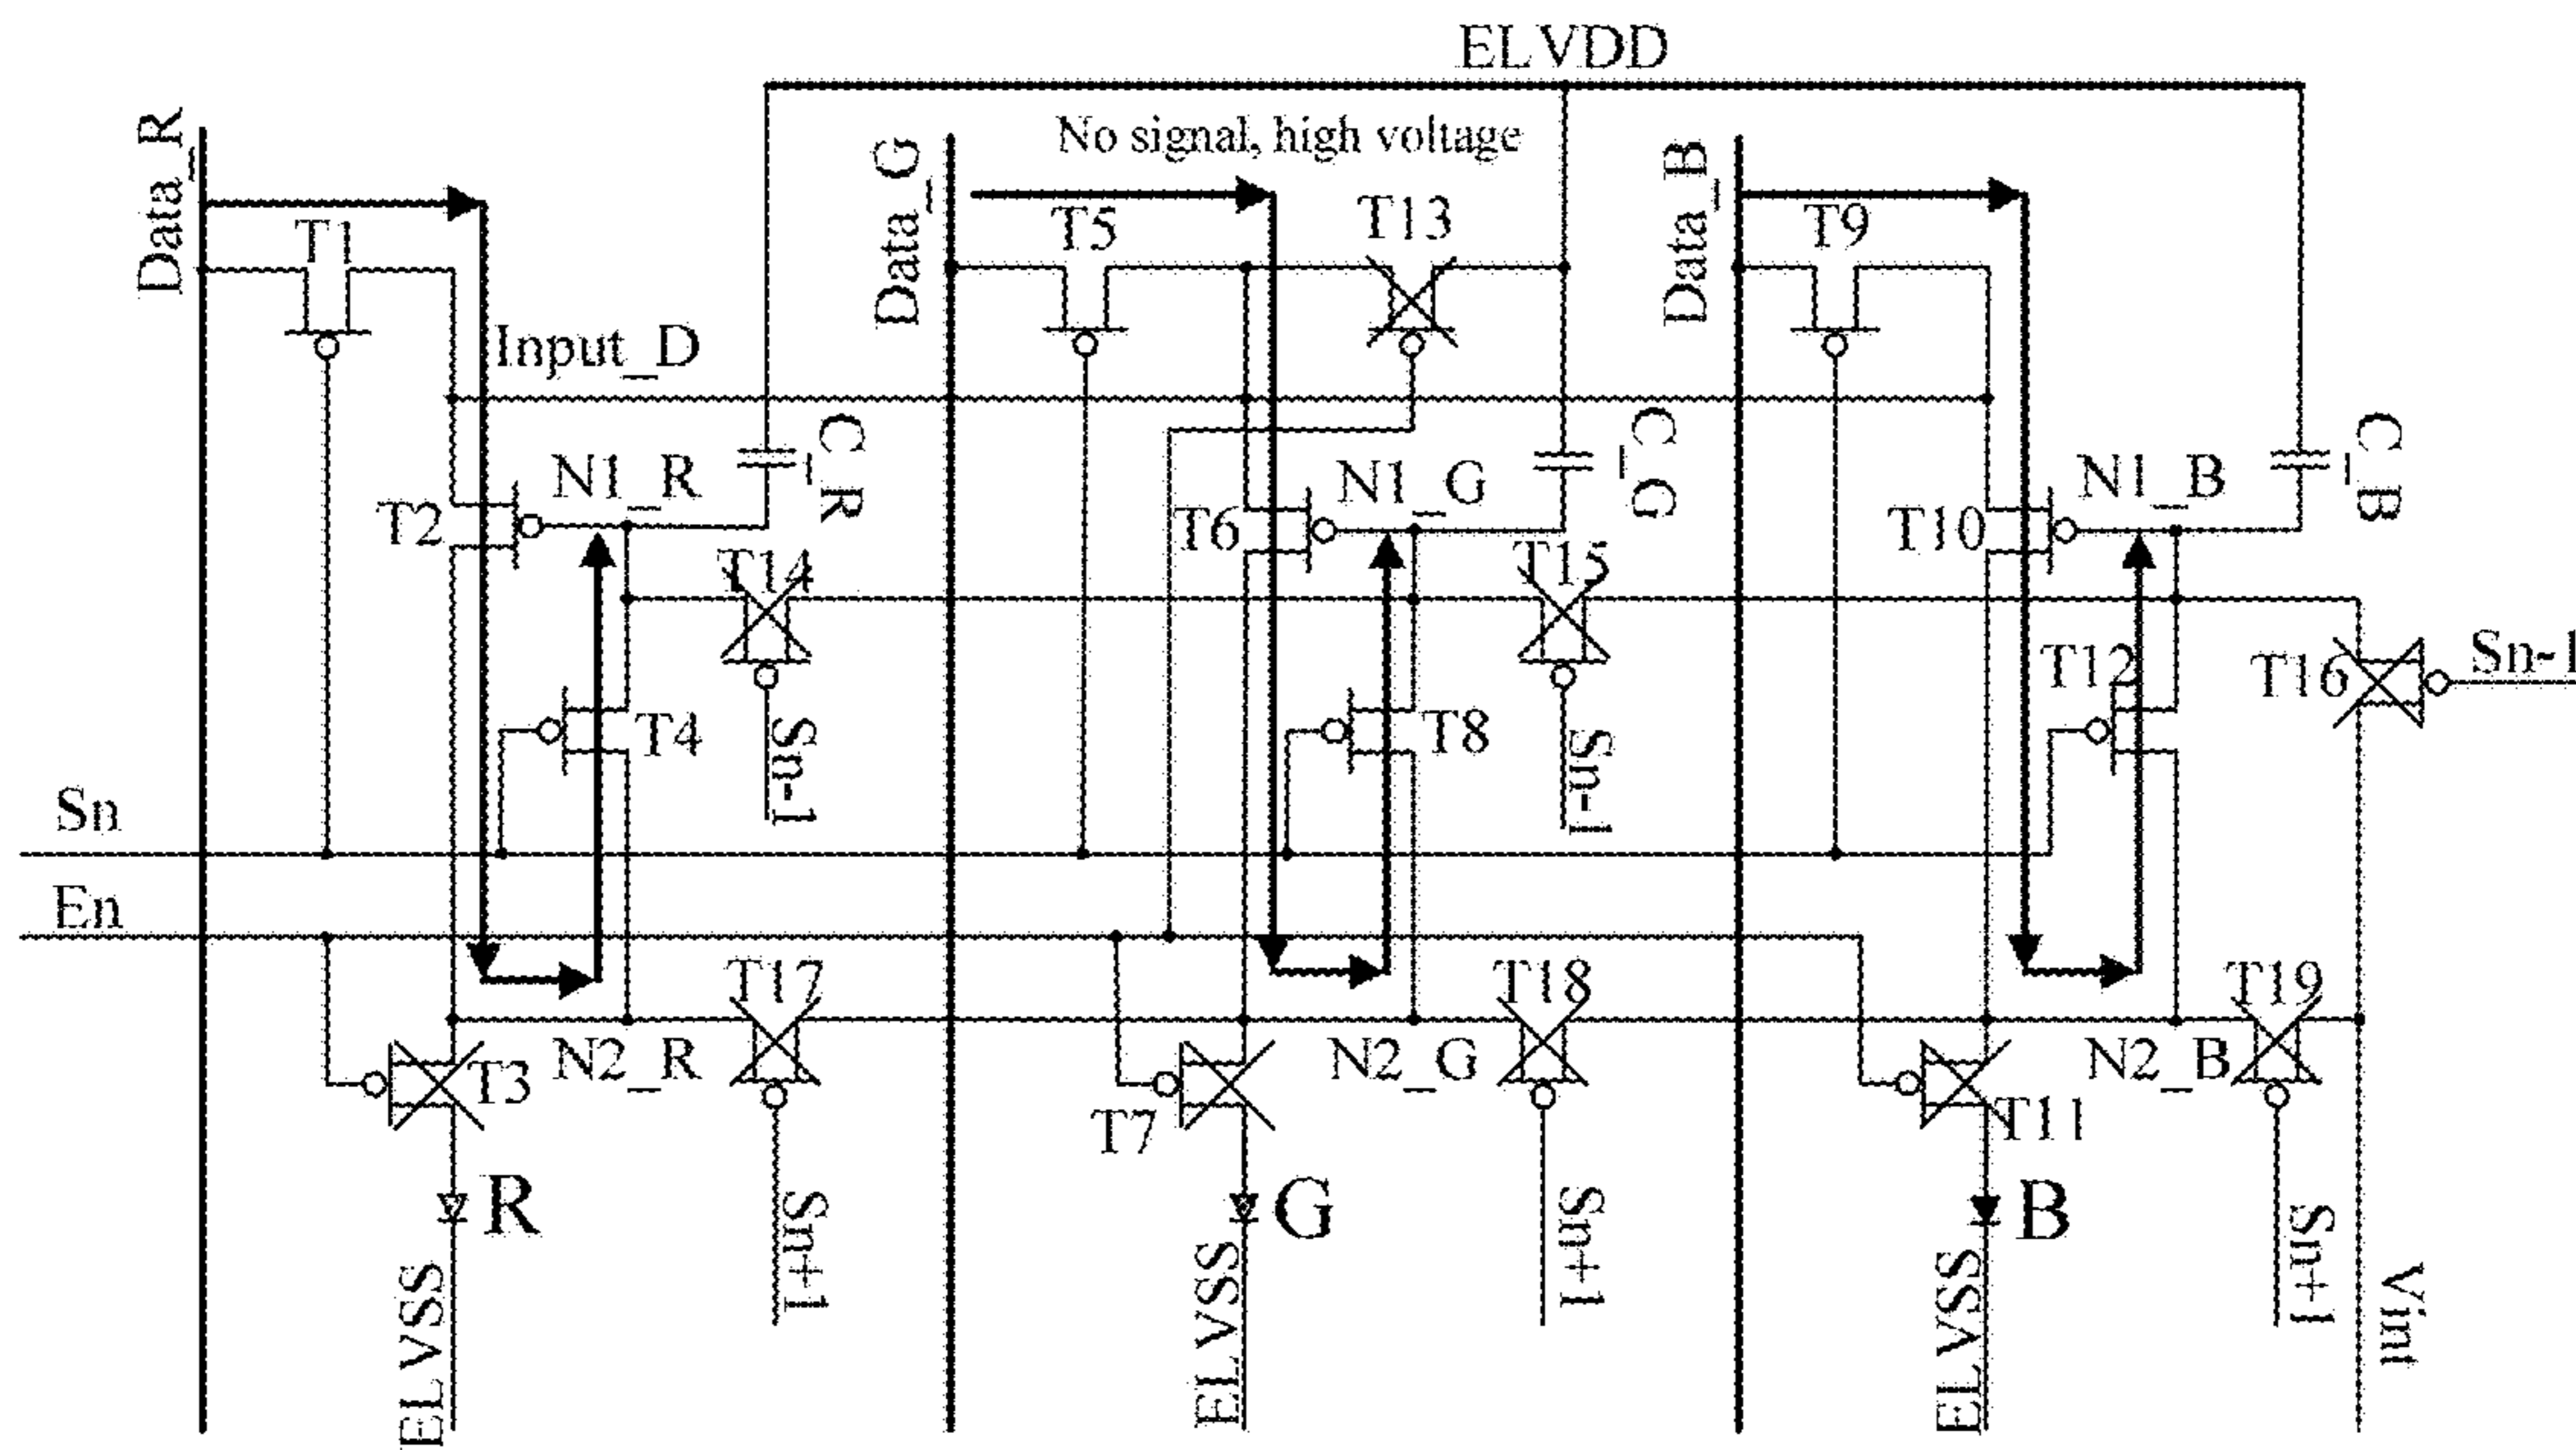 ELVDD
No signal, high voltage
Data_R
Data_G
Data_B
T1
T5
T13
T9
Input_D
C_R
C_G
C_B
N1_R
N1_G
N1_B
T2
T6
T10
T14
T15
T12
T16
Sn-1
T4
T8
Sn-1
Sn-1
Sn
En
T17
T18
T19
T3
N2_R
T7
N2_G
T11
N2_B
R
G
B
Sn+1
Sn+1
Sn+1
ELVSS
ELVSS
ELVSS
Vint